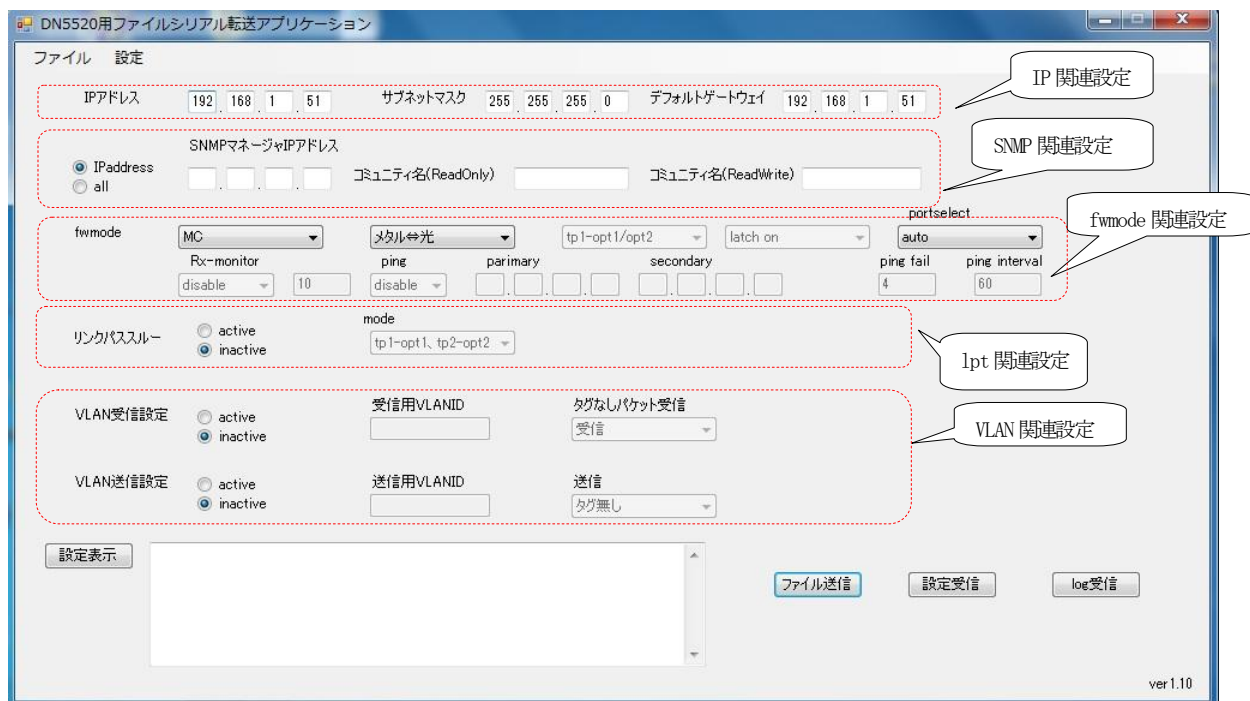 DN5520用ファイルシリアル転送アプリケーション
ファイル 設定
IP 関連設定
IPアドレス 192 . 168 . 1 . 51 サブネットマスク 255 . 255 . 255 . 0 デフォルトゲートウェイ 192 . 168 . 1 . 51
SNMP 関連設定
SNMPマネージャIPアドレス
IPaddress
all
. . . コミュニティ名(ReadOnly) コミュニティ名(ReadWrite)
portselect
fwmode 関連設定
fwmode MC メタル⇔光 tp1-opt1/opt2 latch on auto
Rx-monitor ping parimary secondary ping fail ping interval
disable 10 disable . . . . . . 4 60
mode
リンクパススルー active
inactive
tp1-opt1、tp2-opt2
lpt 関連設定
受信用VLANID タグなしパケット受信
VLAN受信設定 active
inactive
受信
VLAN 関連設定
VLAN送信設定 active 送信用VLANID 送信
inactive タグ無し
設定表示
ファイル送信 設定受信 log受信
ver1.10